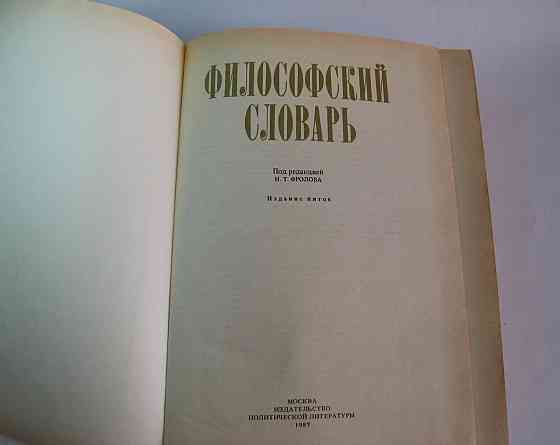 ФИЛОСОФСКИЙ
СЛОВАРЬ
Под редакцией
И. Т. ФРОЛОВА
Издание пятое
МОСКВА
ИЗДАТЕЛЬСТВО
ПОЛИТИЧЕСКОЙ ЛИТЕРАТУРЫ
1987